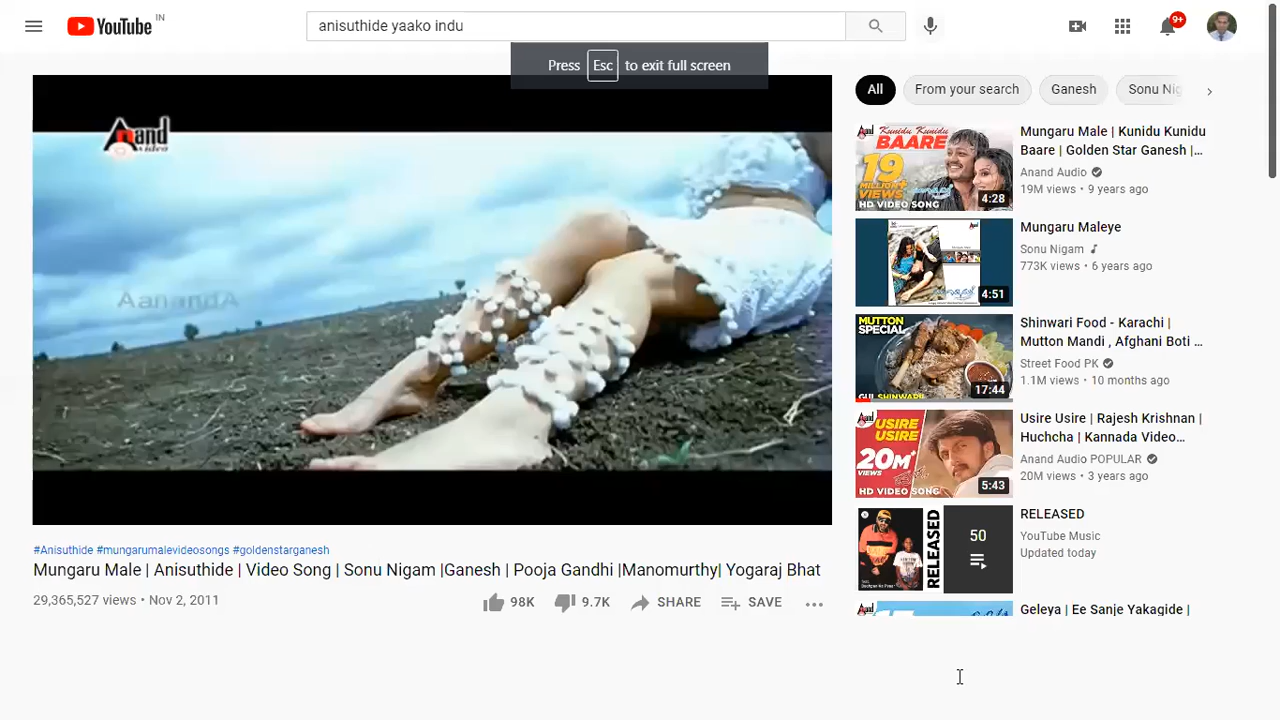 YouTube IN
anisuthide yaako indu
9+
Press Esc to exit full screen
Anand
video
AanandA
#Anisuthide #mungarumalevideosongs #goldenstarganesh
Mungaru Male | Anisuthide | Video Song | Sonu Nigam |Ganesh | Pooja Gandhi |Manomurthy| Yogaraj Bhat
29,365,527 views • Nov 2, 2011
98K 9.7K SHARE SAVE
All From your search Ganesh Sonu Nig
Kunidu Kunidu
BAARE
19
MILLION+
VIEWS
HD VIDEO SONG
4:28
Mungaru Male | Kunidu Kunidu
Baare | Golden Star Ganesh |...
Anand Audio
19M views • 9 years ago
4:51
Mungaru Maleye
Sonu Nigam
773K views • 6 years ago
MUTTON
SPECIAL
GUL SHINWARI
17:44
Shinwari Food - Karachi |
Mutton Mandi , Afghani Boti ...
Street Food PK
1.1M views • 10 months ago
USIRE
USIRE
20M+
VIEWS
HD VIDEO SONG
5:43
Usire Usire | Rajesh Krishnan |
Huchcha | Kannada Video...
Anand Audio POPULAR
20M views • 3 years ago
RELEASED
50
RELEASED
YouTube Music
Updated today
Geleya | Ee Sanje Yakagide |